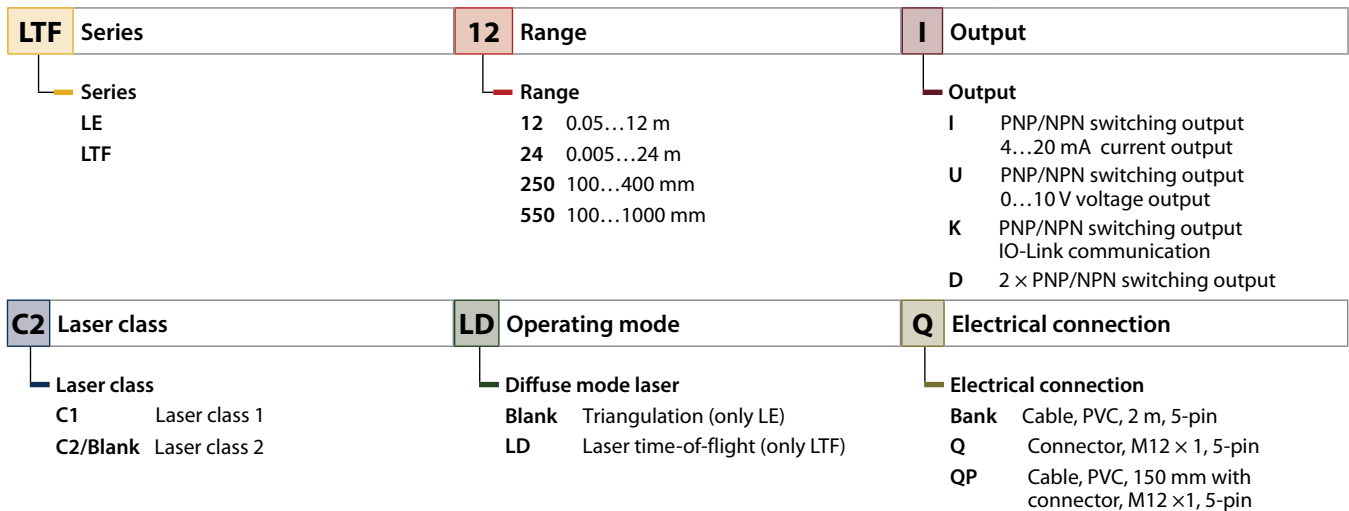 LTF Series
12 Range
I Output
Series
LE
LTF
Range
12 0.05…12 m
24 0.005…24 m
250 100…400 mm
550 100…1000 mm
Output
I PNP/NPN switching output
4…20 mA current output
U PNP/NPN switching output
0…10 V voltage output
K PNP/NPN switching output
IO-Link communication
D 2 × PNP/NPN switching output
C2 Laser class
LD Operating mode
Q Electrical connection
Laser class
C1 Laser class 1
C2/Blank Laser class 2
Diffuse mode laser
Blank Triangulation (only LE)
LD Laser time-of-flight (only LTF)
Electrical connection
Bank Cable, PVC, 2 m, 5-pin
Q Connector, M12 × 1, 5-pin
QP Cable, PVC, 150 mm with
connector, M12 ×1, 5-pin